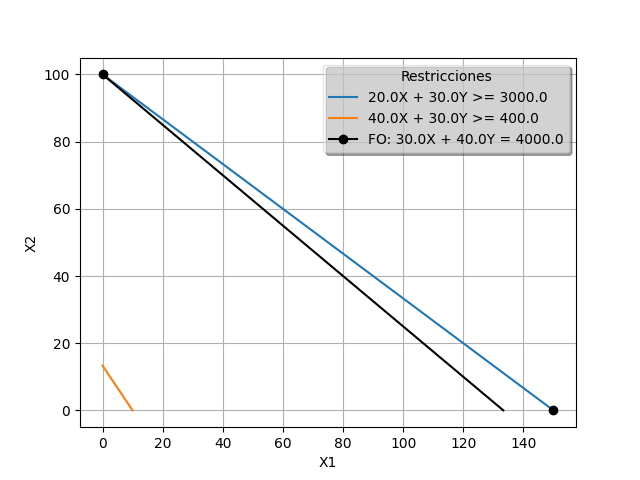 100
80
60
40
20
0
X2
Restricciones
20.0X + 30.0Y >= 3000.0
40.0X + 30.0Y >= 400.0
FO: 30.0X + 40.0Y = 4000.0
0 20 40 60 80 100 120 140
X1